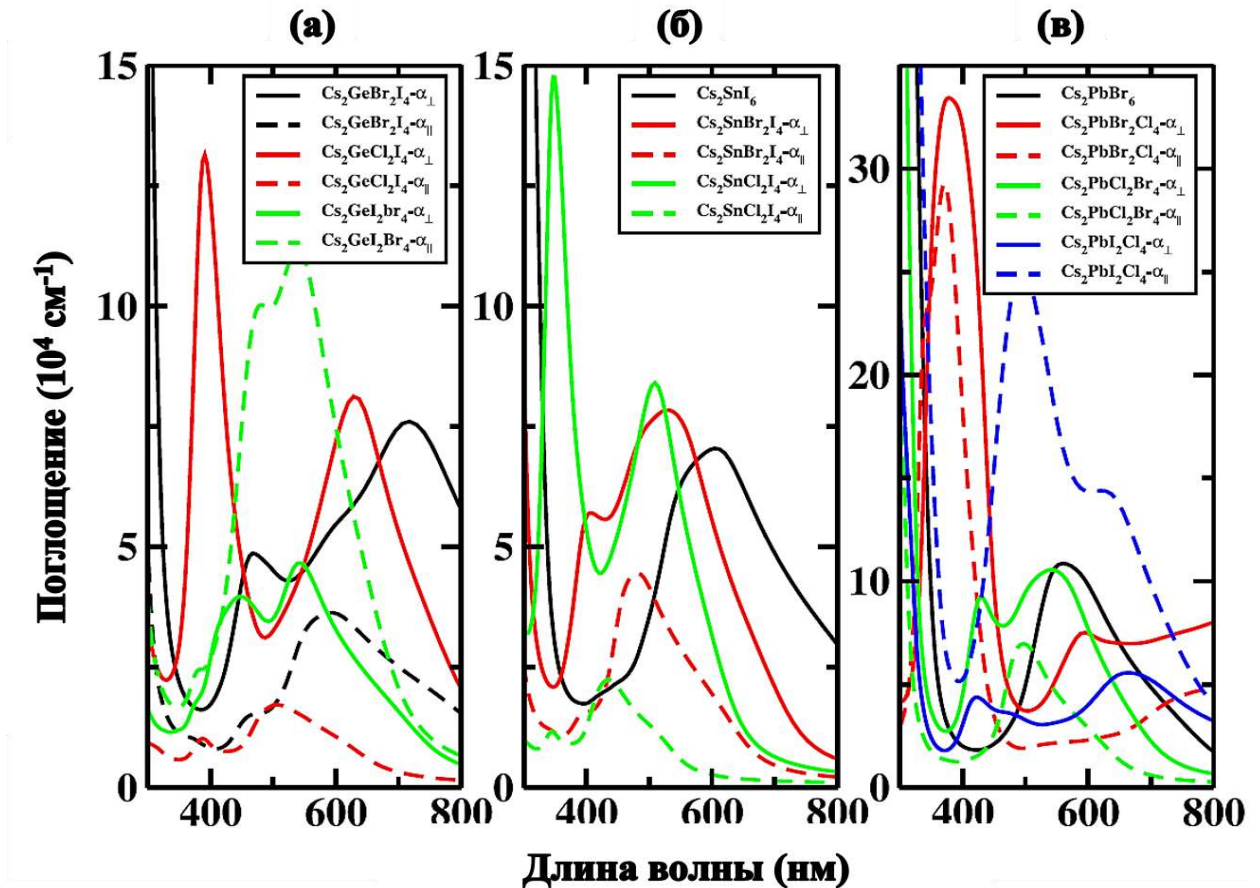 (а) (б) (в)
15 15
Cs₂GeBr₂I₄-α⊥
Cs₂GeBr₂I₄-α∥
Cs₂GeCl₂I₄-α⊥
Cs₂GeCl₂I₄-α∥
Cs₂GeI₂br₄-α⊥
Cs₂GeI₂Br₄-α∥
Cs₂SnI₆
Cs₂SnBr₂I₄-α⊥
Cs₂SnBr₂I₄-α∥
Cs₂SnCl₂I₄-α⊥
Cs₂SnCl₂I₄-α∥
Cs₂PbBr₆
Cs₂PbBr₂Cl₄-α⊥
Cs₂PbBr₂Cl₄-α∥
Cs₂PbCl₂Br₄-α⊥
Cs₂PbCl₂Br₄-α∥
Cs₂PbI₂Cl₄-α⊥
Cs₂PbI₂Cl₄-α∥
30
10 10
20
5 5
10
0 0 0
400 600 800 400 600 800 400 600 800
Поглощение (10⁴ см⁻¹)
Длина волны (нм)